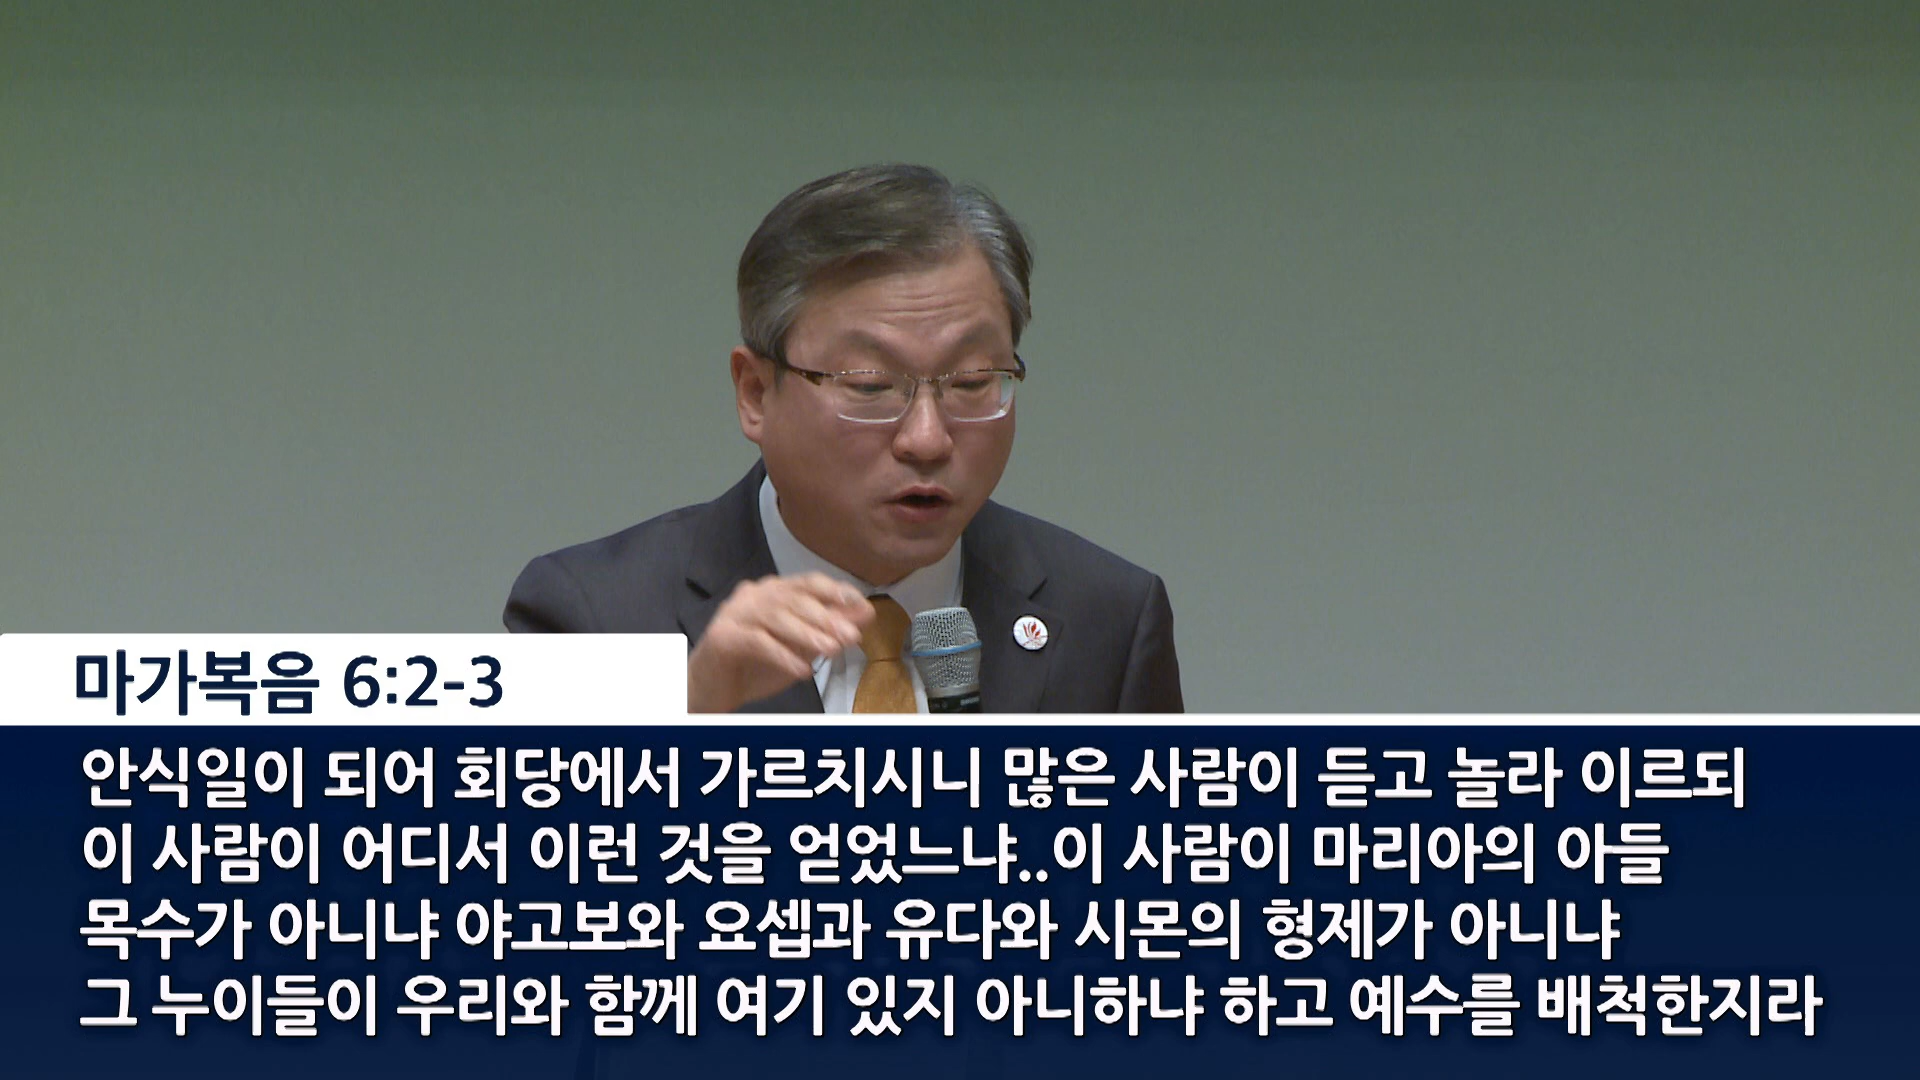 마가복음 6:2-3
안식일이 되어 회당에서 가르치시니 많은 사람이 듣고 놀라 이르되
이 사람이 어디서 이런 것을 얻었느냐..이 사람이 마리아의 아들
목수가 아니냐 야고보와 요셉과 유다와 시몬의 형제가 아니냐
그 누이들이 우리와 함께 여기 있지 아니하냐 하고 예수를 배척한지라